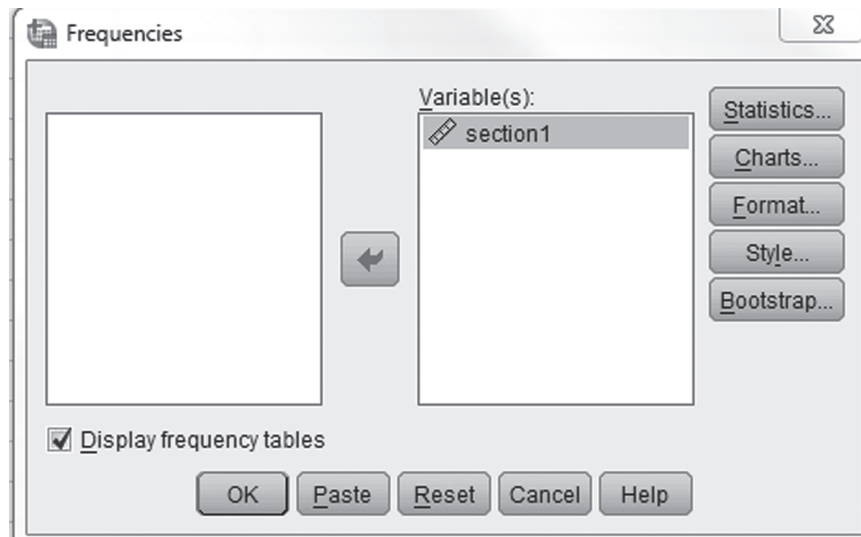 Frequencies
Variable(s):
section1
Statistics...
Charts...
Format...
Style...
Bootstrap...
Display frequency tables
OK Paste Reset Cancel Help